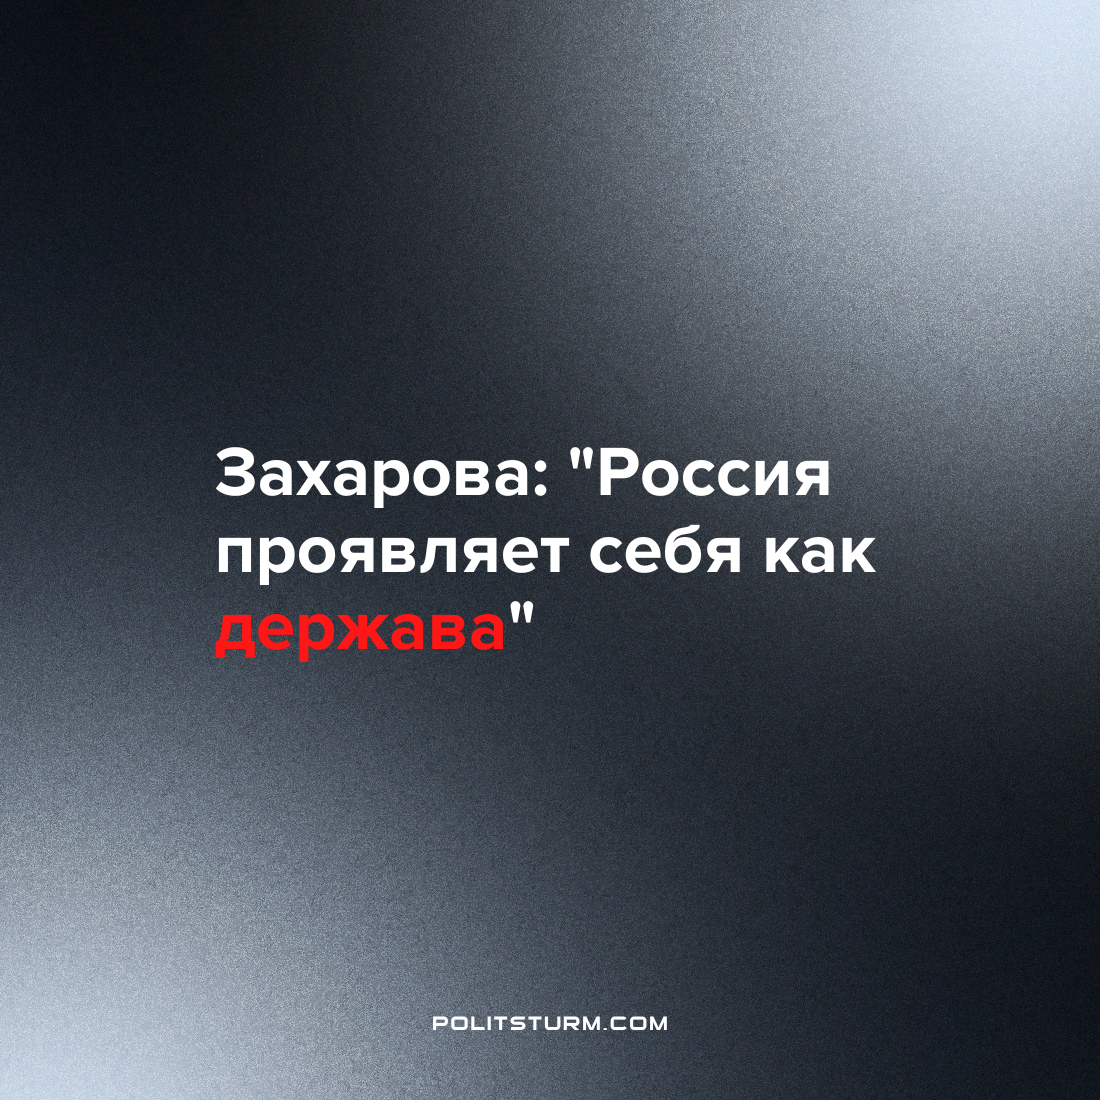 Захарова: "Россия
проявляет себя как
держава"
POLITSTURM.COM